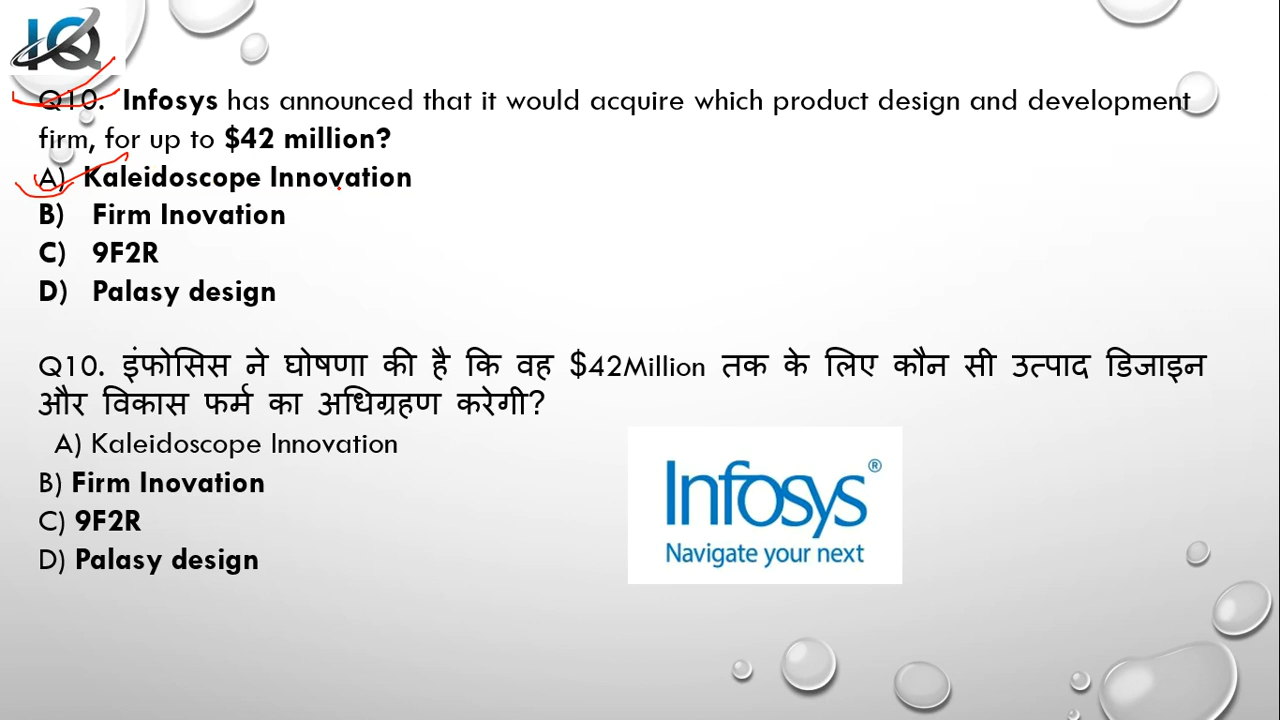 IQ
Q10. Infosys has announced that it would acquire which product design and development
firm, for up to $42 million?
A) Kaleidoscope Innovation
B) Firm Inovation
C) 9F2R
D) Palasy design
Q10. इंफोसिस ने घोषणा की है कि वह $42Million तक के लिए कौन सी उत्पाद डिजाइन
और विकास फर्म का अधिग्रहण करेगी?
A) Kaleidoscope Innovation
B) Firm Inovation
C) 9F2R
D) Palasy design
Infosys®
Navigate your next